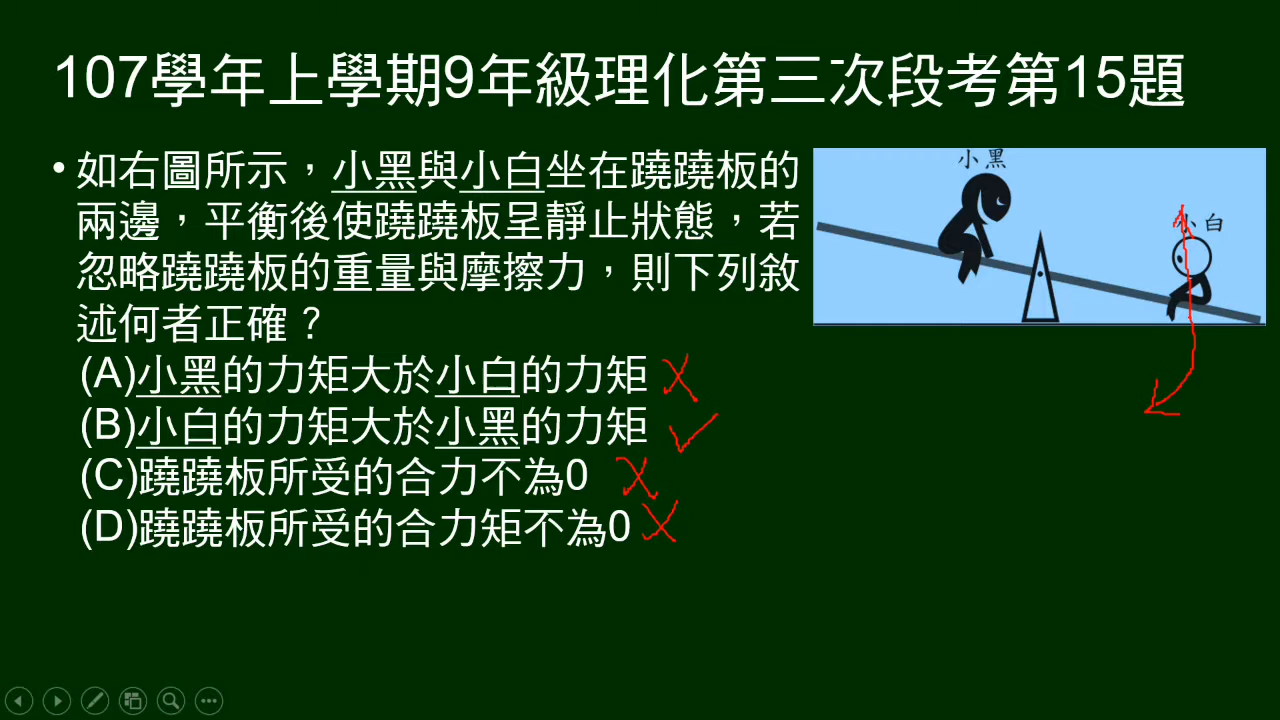 107學年上學期9年級理化第三次段考第15題
• 如右圖所示，小黑與小白坐在蹺蹺板的
兩邊，平衡後使蹺蹺板呈靜止狀態，若
忽略蹺蹺板的重量與摩擦力，則下列敘
述何者正確？
(A)小黑的力矩大於小白的力矩
(B)小白的力矩大於小黑的力矩
(C)蹺蹺板所受的合力不為0
(D)蹺蹺板所受的合力矩不為0
小黑
小白